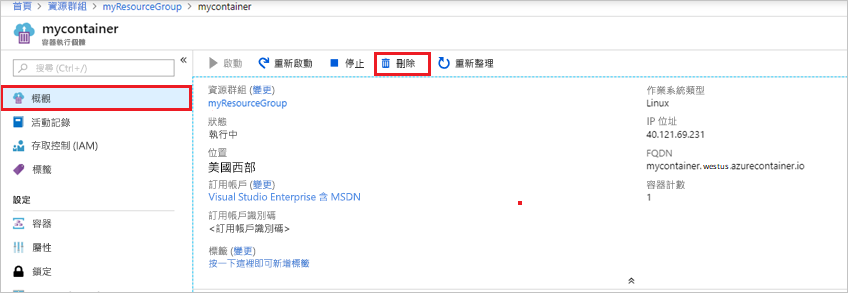 首頁 > 資源群組 > myResourceGroup > mycontainer
mycontainer
容器執行個體
搜尋 (Ctrl+/)
概觀
活動記錄
存取控制 (IAM)
標籤
設定
容器
屬性
鎖定
啟動 重新啟動 停止 刪除 重新整理
資源群組 (變更)
myResourceGroup
狀態
執行中
位置
美國西部
訂用帳戶 (變更)
Visual Studio Enterprise 含 MSDN
訂用帳戶識別碼
<訂用帳戶識別碼>
標籤 (變更)
按一下這裡即可新增標籤
作業系統類型
Linux
IP 位址
40.121.69.231
FQDN
mycontainer.westus.azurecontainer.io
容器計數
1